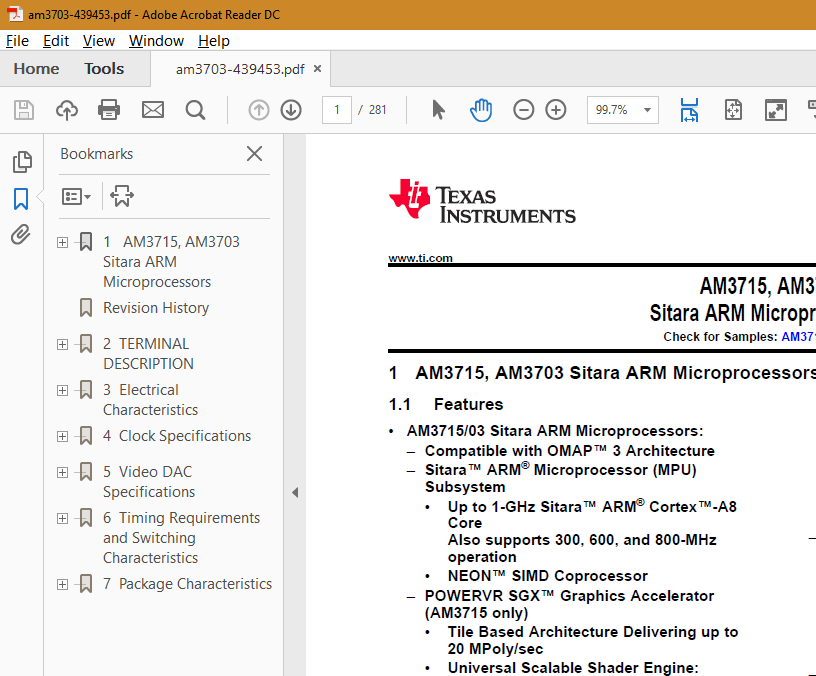 am3703-439453.pdf - Adobe Acrobat Reader DC
File Edit View Window Help
Home Tools am3703-439453.pdf ×
1 / 281 99.7%
Bookmarks
1 AM3715, AM3703
Sitara ARM
Microprocessors
Revision History
2 TERMINAL
DESCRIPTION
3 Electrical
Characteristics
4 Clock Specifications
5 Video DAC
Specifications
6 Timing Requirements
and Switching
Characteristics
7 Package Characteristics
TEXAS
INSTRUMENTS
www.ti.com
AM3715, AM3
Sitara ARM Micropr
Check for Samples: AM37
1 AM3715, AM3703 Sitara ARM Microprocessors
1.1 Features
• AM3715/03 Sitara ARM Microprocessors:
– Compatible with OMAP™ 3 Architecture
– Sitara™ ARM® Microprocessor (MPU)
Subsystem
• Up to 1-GHz Sitara™ ARM® Cortex™-A8
Core
Also supports 300, 600, and 800-MHz
operation
• NEON™ SIMD Coprocessor
– POWERVR SGX™ Graphics Accelerator
(AM3715 only)
• Tile Based Architecture Delivering up to
20 MPoly/sec
• Universal Scalable Shader Engine: